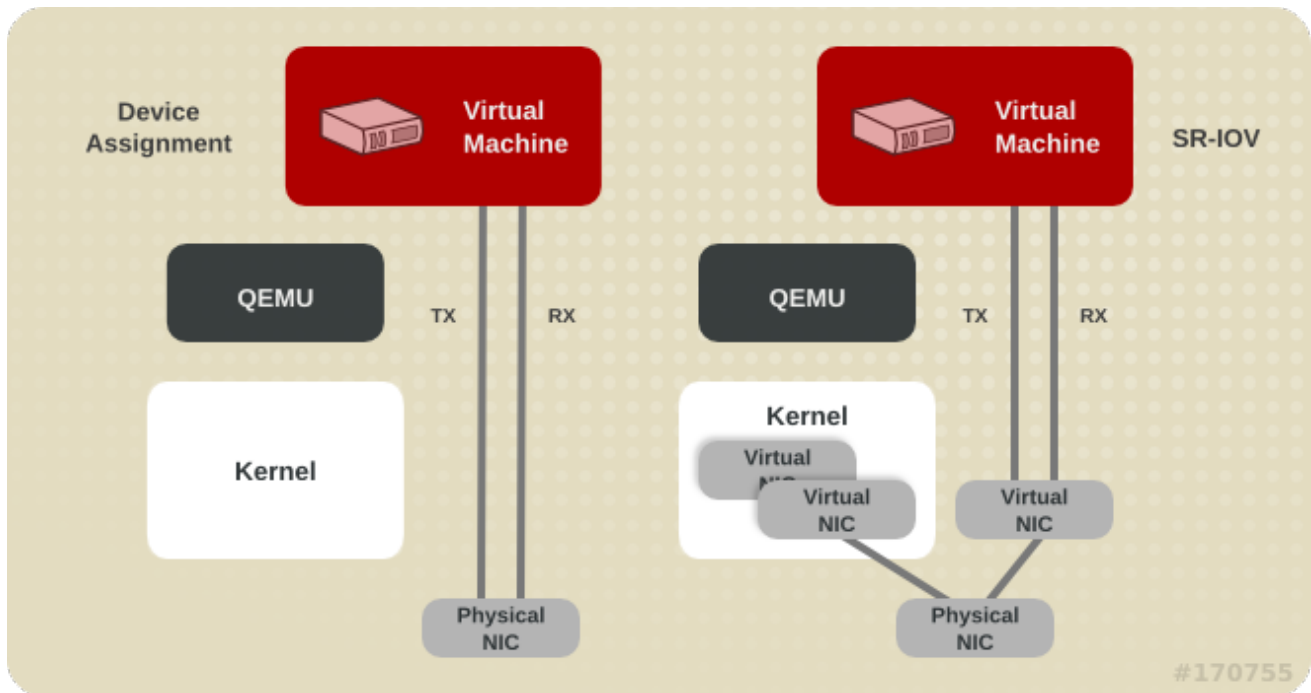 Device
Assignment
Virtual
Machine
QEMU
TX
RX
Kernel
Physical
NIC
Virtual
Machine
SR-IOV
QEMU
TX
RX
Kernel
Virtual
NIC
Virtual
NIC
Virtual
NIC
Physical
NIC
#170755